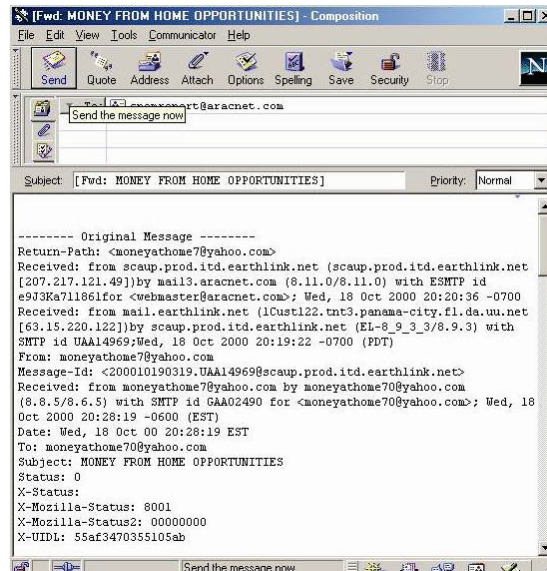 [Fwd: MONEY FROM HOME OPPORTUNITIES] - Composition
File Edit View Tools Communicator Help
Send Quote Address Attach Options Spelling Save Security Stop
N
To: spamreport@aracnet.com
Send the message now
Subject: [Fwd: MONEY FROM HOME OPPORTUNITIES] Priority: Normal
-------- Original Message --------
Return-Path: <moneyathome7@yahoo.com>
Received: from scaup.prod.itd.earthlink.net (scaup.prod.itd.earthlink.net
[207.217.121.49])by mail3.aracnet.com (8.11.0/8.11.0) with ESMTP id
e9J3Ka711861for <webmaster@aracnet.com>; Wed, 18 Oct 2000 20:20:36 -0700
Received: from mail.earthlink.net (1Cust122.tnt3.panama-city.fl.da.uu.net
[63.15.220.122])by scaup.prod.itd.earthlink.net (EL-8_9_3_3/8.9.3) with
SMTP id UAA14969;Wed, 18 Oct 2000 20:19:22 -0700 (PDT)
From: moneyathome7@yahoo.com
Message-Id: <200010190319.UAA14969@scaup.prod.itd.earthlink.net>
Received: from moneyathome7@yahoo.com by moneyathome70@yahoo.com
(8.8.5/8.6.5) with SMTP id GAA02490 for <moneyathome70@yahoo.com>; Wed, 18
Oct 2000 20:28:19 -0600 (EST)
Date: Wed, 18 Oct 00 20:28:19 EST
To: moneyathome70@yahoo.com
Subject: MONEY FROM HOME OPPORTUNITIES
Status: 0
X-Status:
X-Mozilla-Status: 8001
X-Mozilla-Status2: 00000000
X-UIDL: 55af3470355105ab
Send the message now